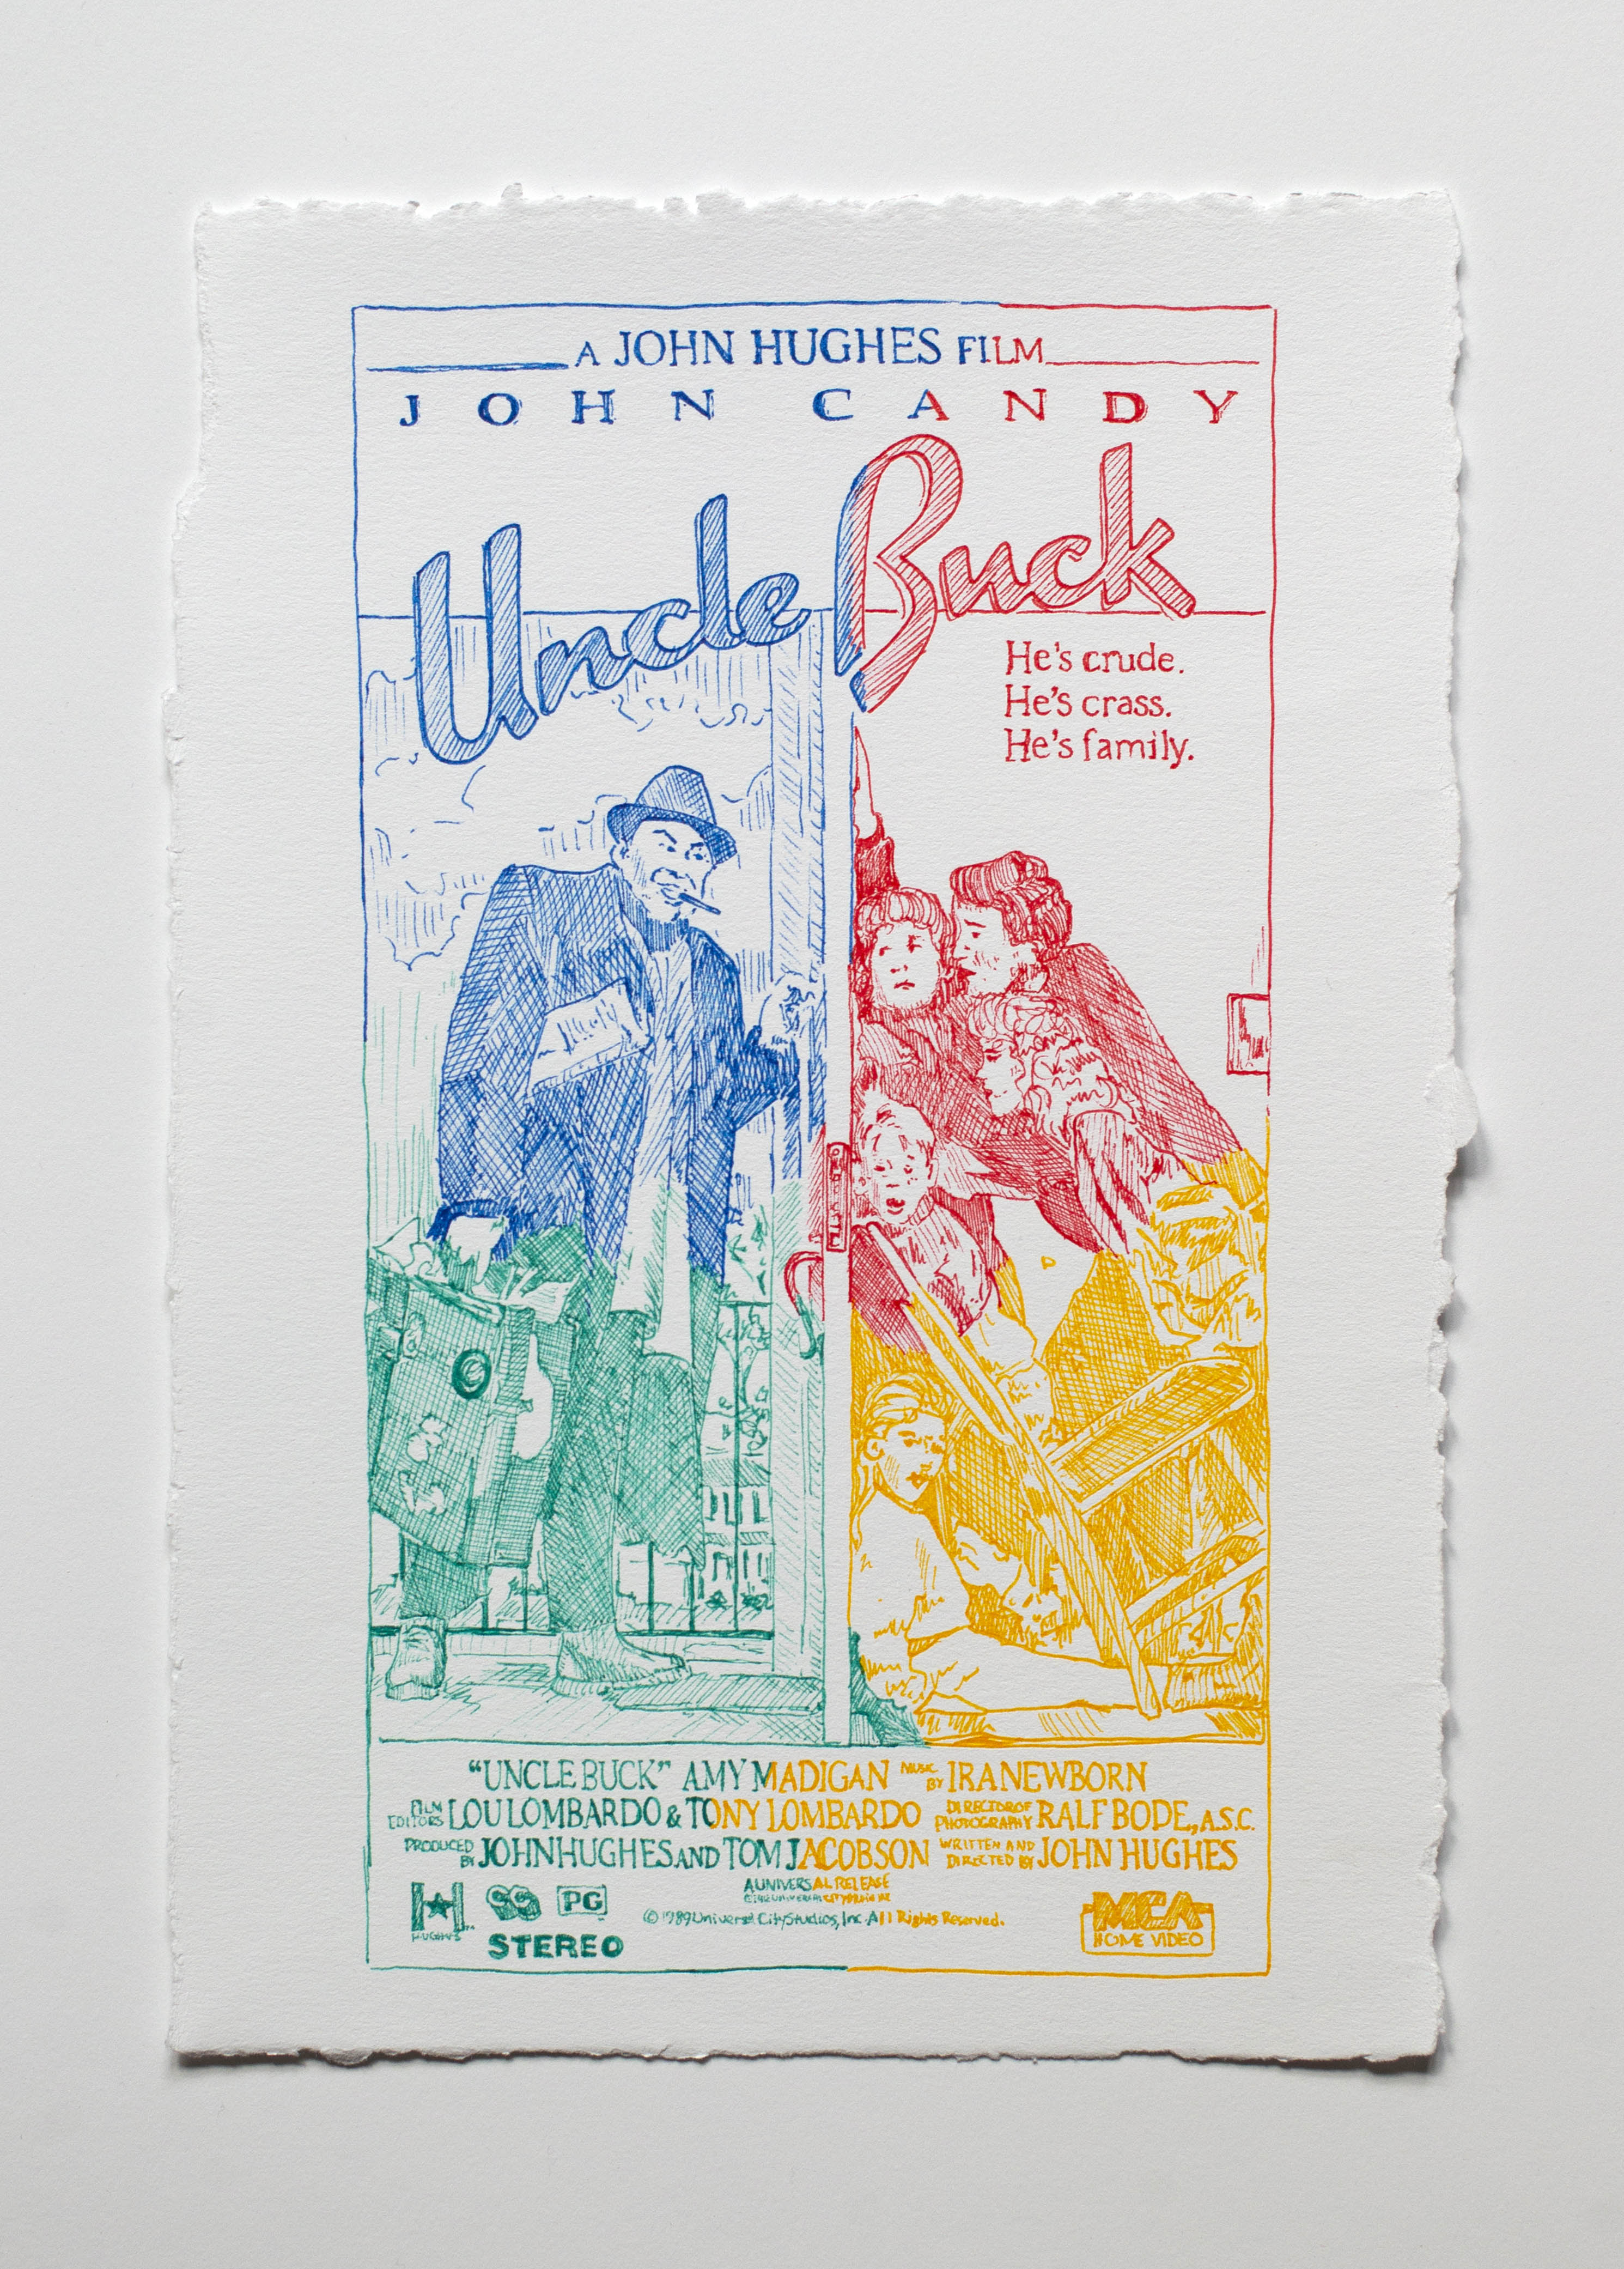 A JOHN HUGHES FILM
JOHN CANDY
Uncle Buck
He's crude.
He's crass.
He's family.
"UNCLE BUCK" AMY MADIGAN MUSIC BY IRA NEWBORN
FILM EDITORS LOU LOMBARDO & TONY LOMBARDO DIRECTOR OF PHOTOGRAPHY RALF BODE, A.S.C.
PRODUCED BY JOHN HUGHES AND TOM JACOBSON WRITTEN AND DIRECTED BY JOHN HUGHES
A UNIVERSAL RELEASE
© 1989 Universal City Studios, Inc. All Rights Reserved.
H
HUGHES
PG
STEREO
MCA
HOME VIDEO